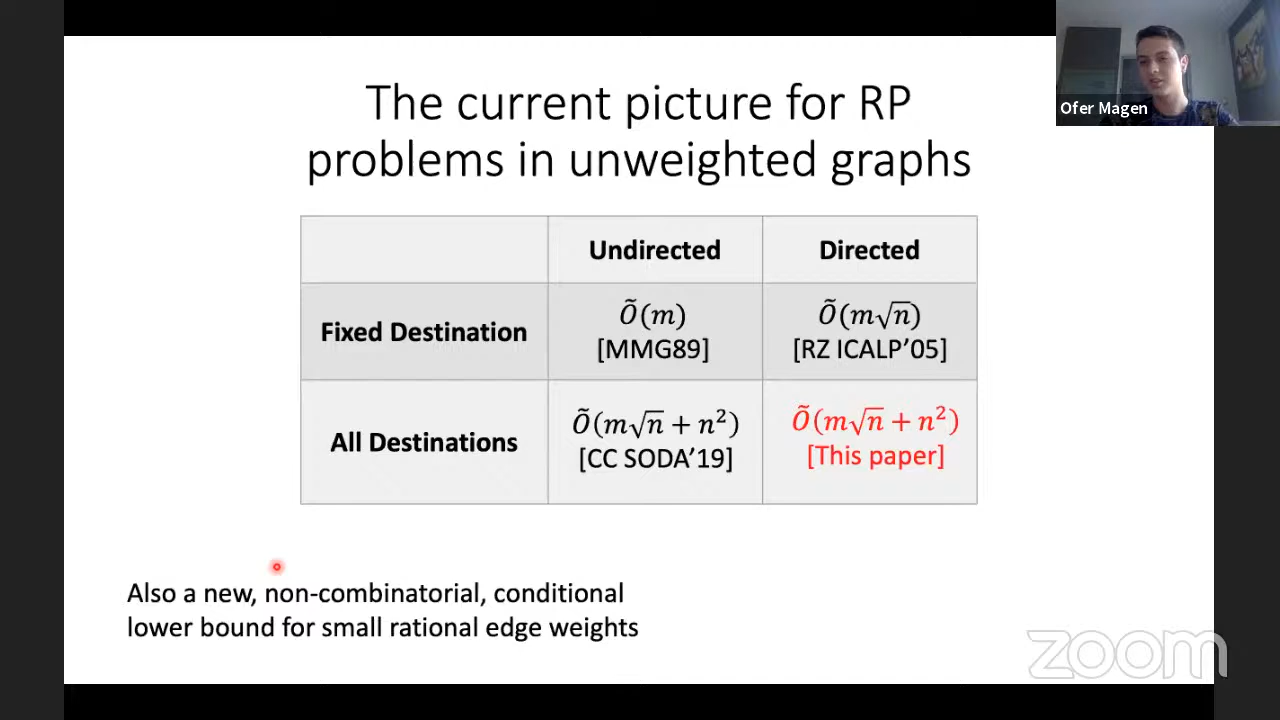 The current picture for RP
problems in unweighted graphs
Ofer Magen
Undirected
Directed
Fixed Destination
Õ(m)
[MMG89]
Õ(m√n)
[RZ ICALP’05]
All Destinations
Õ(m√n + n²)
[CC SODA’19]
Õ(m√n + n²)
[This paper]
Also a new, non-combinatorial, conditional
lower bound for small rational edge weights
zoom